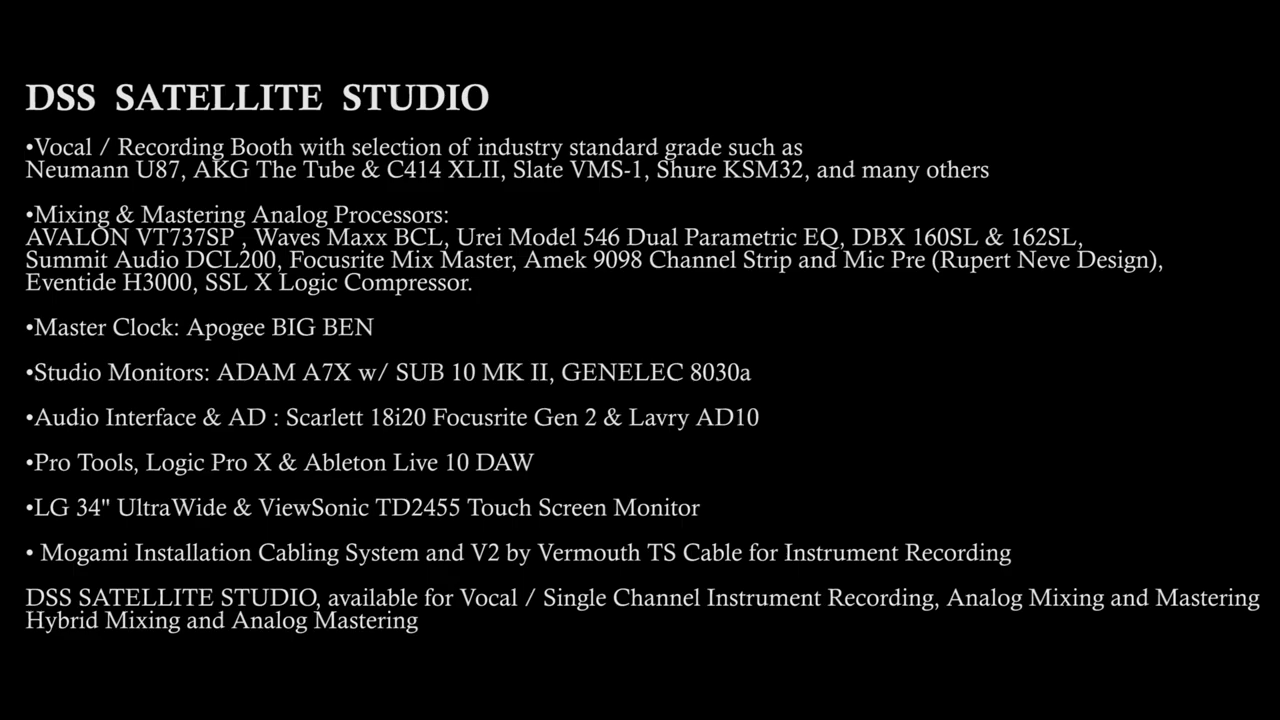 DSS SATELLITE STUDIO
•Vocal / Recording Booth with selection of industry standard grade such as
Neumann U87, AKG The Tube & C414 XLII, Slate VMS-1, Shure KSM32, and many others
•Mixing & Mastering Analog Processors:
AVALON VT737SP , Waves Maxx BCL, Urei Model 546 Dual Parametric EQ, DBX 160SL & 162SL,
Summit Audio DCL200, Focusrite Mix Master, Amek 9098 Channel Strip and Mic Pre (Rupert Neve Design),
Eventide H3000, SSL X Logic Compressor.
•Master Clock: Apogee BIG BEN
•Studio Monitors: ADAM A7X w/ SUB 10 MK II, GENELEC 8030a
•Audio Interface & AD : Scarlett 18i20 Focusrite Gen 2 & Lavry AD10
•Pro Tools, Logic Pro X & Ableton Live 10 DAW
•LG 34" UltraWide & ViewSonic TD2455 Touch Screen Monitor
• Mogami Installation Cabling System and V2 by Vermouth TS Cable for Instrument Recording
DSS SATELLITE STUDIO, available for Vocal / Single Channel Instrument Recording, Analog Mixing and Mastering
Hybrid Mixing and Analog Mastering